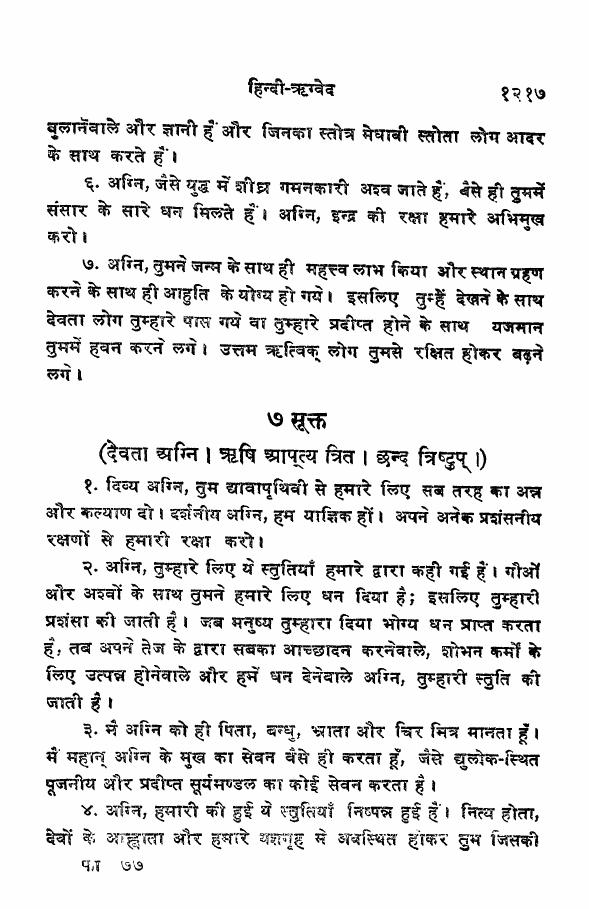 हिन्दी-ऋग्वेद १२१७
बुलानेवाले और ज्ञानी हैं और जिनका स्तोत्र मेधावी स्तोता लोग आदर
के साथ करते हैं।
६. अग्नि, जैसे युद्ध में शीघ्र गमनकारी अश्व जाते हैं, वैसे ही तुममें
संसार के सारे धन मिलते हैं। अग्नि, इन्द्र की रक्षा हमारे अभिमुख
करो।
७. अग्नि, तुमने जन्म के साथ ही महत्त्व लाभ किया और स्थान ग्रहण
करने के साथ ही आहुति के योग्य हो गये। इसलिए तुम्हें देखने के साथ
देवता लोग तुम्हारे पास गये वा तुम्हारे प्रदीप्त होने के साथ यजमान
तुममें हवन करने लगे। उत्तम ऋत्विक् लोग तुमसे रक्षित होकर बढ़ने
लगे।
७ सूक्त
(देवता अग्नि। ऋषि आप्त्य त्रित। छन्द त्रिष्टुप्।)
१. दिव्य अग्नि, तुम द्यावापृथिवी से हमारे लिए सब तरह का अन्न
और कल्याण दो। दर्शनीय अग्नि, हम याज्ञिक हों। अपने अनेक प्रशंसनीय
रक्षणों से हमारी रक्षा करो।
२. अग्नि, तुम्हारे लिए ये स्तुतियाँ हमारे द्वारा कही गई हैं। गौओं
और अश्वों के साथ तुमने हमारे लिए धन दिया है; इसलिए तुम्हारी
प्रशंसा की जाती है। जब मनुष्य तुम्हारा दिया भोग्य धन प्राप्त करता
है, तब अपने तेज के द्वारा सबका आच्छादन करनेवाले, शोभन कर्मों के
लिए उत्पन्न होनेवाले और हमें धन देनेवाले अग्नि, तुम्हारी स्तुति की
जाती है।
३. मैं अग्नि को ही पिता, बन्धु, भ्राता और चिर मित्र मानता हूँ।
मैं महान् अग्नि के मुख का सेवन वैसे ही करता हूँ, जैसे द्युलोक-स्थित
पूजनीय और प्रदीप्त सूर्यमण्डल का कोई सेवन करता है।
४. अग्नि, हमारी की हुई ये स्तुतियाँ निष्पन्न हुई हैं। नित्य होता,
देवों के आह्वाता और हमारे यज्ञगृह में अवस्थित होकर तुम जिसकी
फा ७७